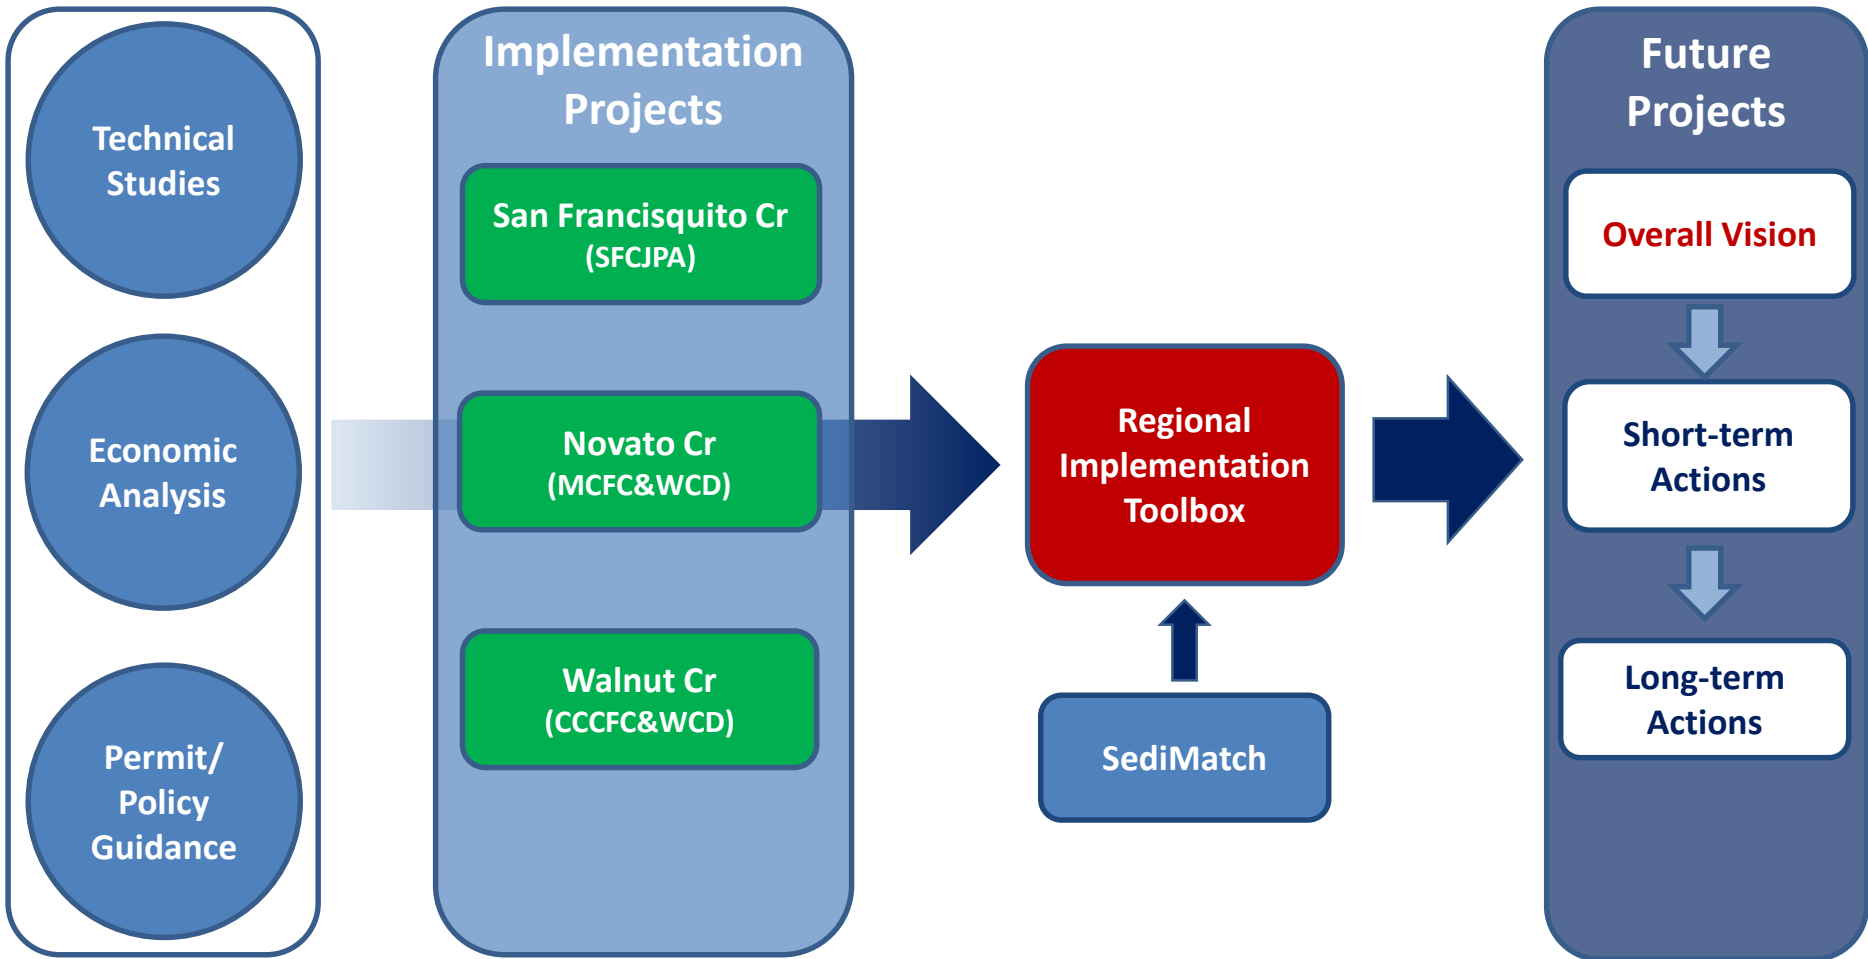 Technical
Studies
Economic
Analysis
Permit/
Policy
Guidance
Implementation
Projects
San Francisquito Cr
(SFCJPA)
Novato Cr
(MCFC&WCD)
Walnut Cr
(CCCFC&WCD)
Regional
Implementation
Toolbox
SediMatch
Future
Projects
Overall Vision
Short-term
Actions
Long-term
Actions